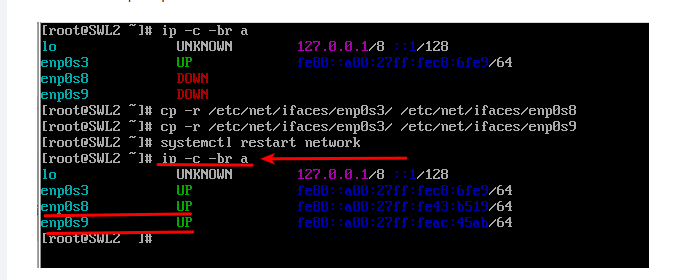 [root@SWL2 ~]# ip -c -br a
lo UNKNOWN 127.0.0.1/8 ::1/128
enp0s3 UP fe80::a00:27ff:fec8:6fe9/64
enp0s8 DOWN
enp0s9 DOWN
[root@SWL2 ~]# cp -r /etc/net/ifaces/enp0s3/ /etc/net/ifaces/enp0s8
[root@SWL2 ~]# cp -r /etc/net/ifaces/enp0s3/ /etc/net/ifaces/enp0s9
[root@SWL2 ~]# systemctl restart network
[root@SWL2 ~]# ip -c -br a
lo UNKNOWN 127.0.0.1/8 ::1/128
enp0s3 UP fe80::a00:27ff:fec8:6fe9/64
enp0s8 UP fe80::a00:27ff:fe43:b519/64
enp0s9 UP fe80::a00:27ff:feac:45ab/64
[root@SWL2 ~]#